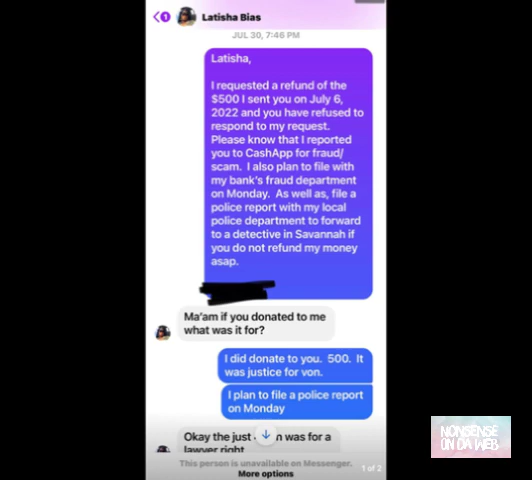 1
Latisha Bias
JUL 30, 7:46 PM
Latisha,
I requested a refund of the
$500 I sent you on July 6,
2022 and you have refused to
respond to my request.
Please know that I reported
you to CashApp for fraud/
scam. I also plan to file with
my bank's fraud department
on Monday. As well as, file a
police report with my local
police department to forward
to a detective in Savannah if
you do not refund my money
asap.
Ma'am if you donated to me
what was it for?
I did donate to you. 500. It
was justice for von.
I plan to file a police report
on Monday
Okay the just n was for a
lawyer right
This person is unavailable on Messenger.
1 of 2
More options
NONSENSE
ON DA WEB